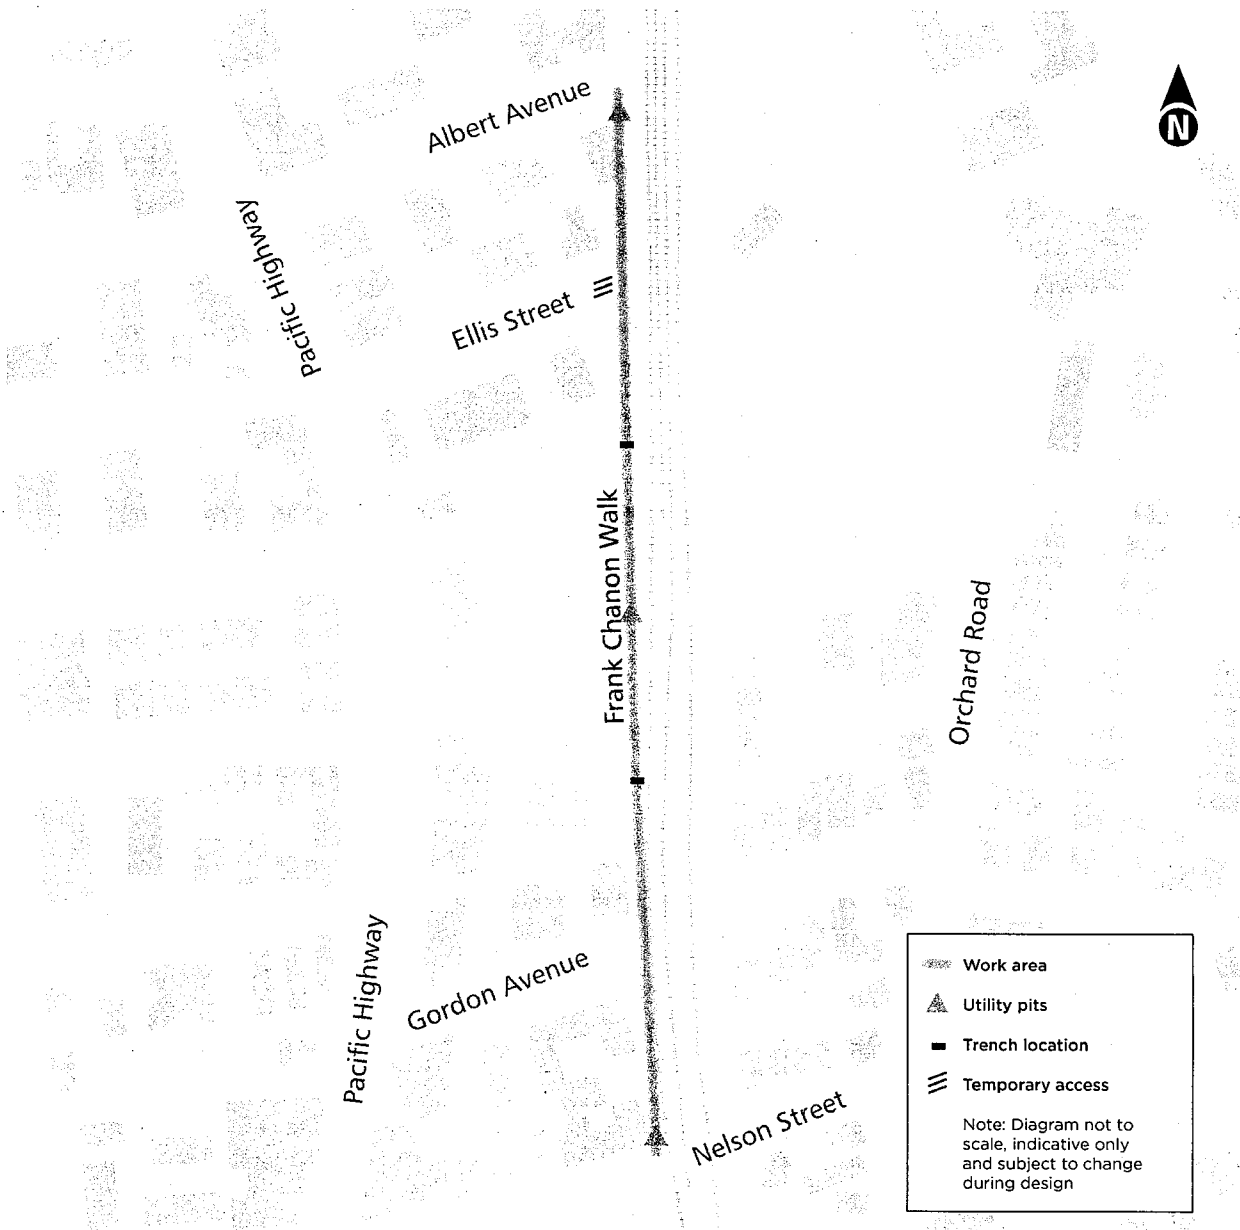 Albert Avenue
N
Pacific Highway
Ellis Street
Frank Chanon Walk
Orchard Road
Pacific Highway
Gordon Avenue
Nelson Street
Work area
Utility pits
Trench location
Temporary access
Note: Diagram not to
scale, indicative only
and subject to change
during design